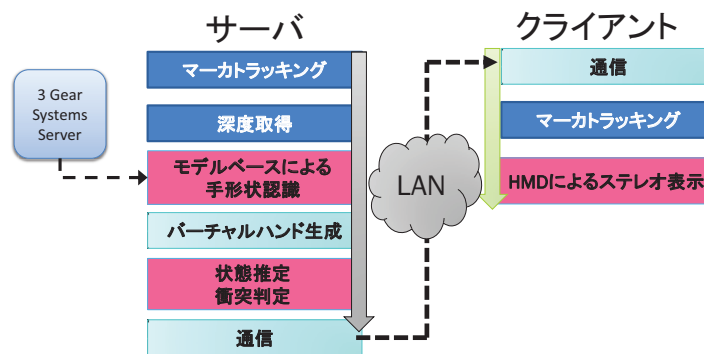 サーバ
クライアント
マーカトラッキング
深度取得
モデルベースによる
手形状認識
バーチャルハンド生成
状態推定
衝突判定
通信
3 Gear
Systems
Server
LAN
通信
マーカトラッキング
HMDによるステレオ表示